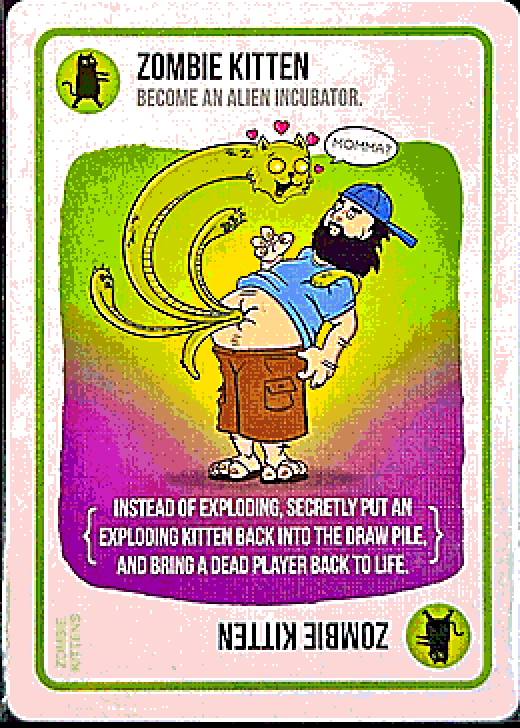 ZOMBIE KITTEN
BECOME AN ALIEN INCUBATOR.
MOMMA?
INSTEAD OF EXPLODING, SECRETLY PUT AN
EXPLODING KITTEN BACK INTO THE DRAW PILE,
AND BRING A DEAD PLAYER BACK TO LIFE.
ZOMBIE KITTEN
ZOMBIE
KITTENS